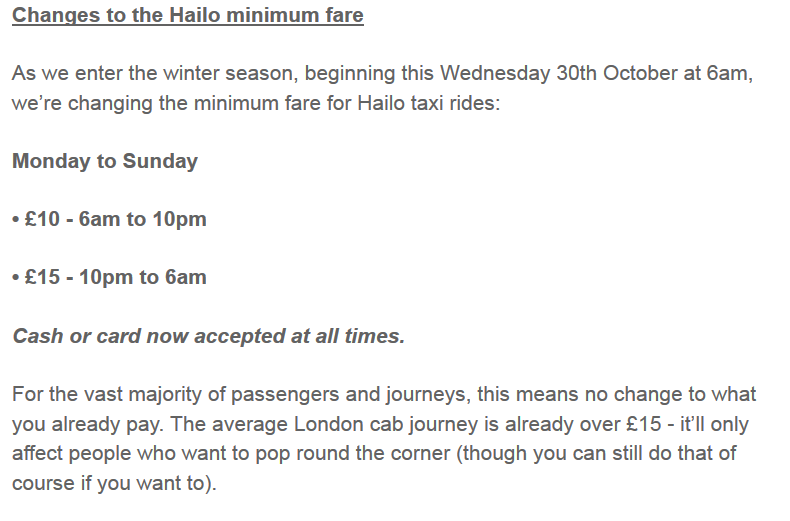 Changes to the Hailo minimum fare
As we enter the winter season, beginning this Wednesday 30th October at 6am,
we’re changing the minimum fare for Hailo taxi rides:
Monday to Sunday
• £10 - 6am to 10pm
• £15 - 10pm to 6am
Cash or card now accepted at all times.
For the vast majority of passengers and journeys, this means no change to what
you already pay. The average London cab journey is already over £15 - it’ll only
affect people who want to pop round the corner (though you can still do that of
course if you want to).